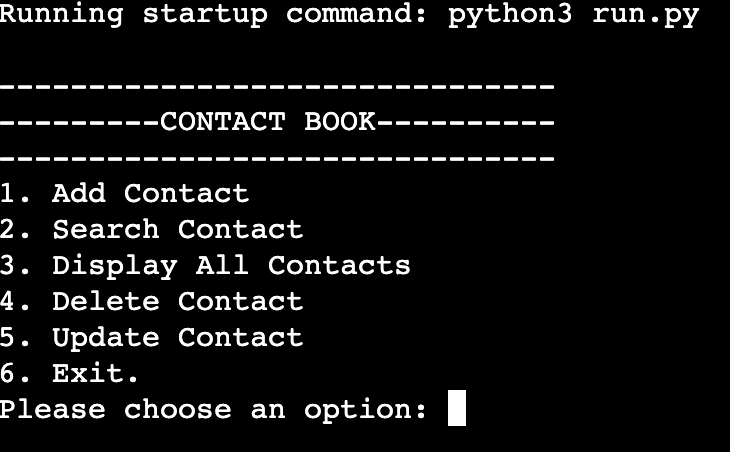 Running startup command: python3 run.py
-------------------------------
---------CONTACT BOOK----------
-------------------------------
1. Add Contact
2. Search Contact
3. Display All Contacts
4. Delete Contact
5. Update Contact
6. Exit.
Please choose an option: